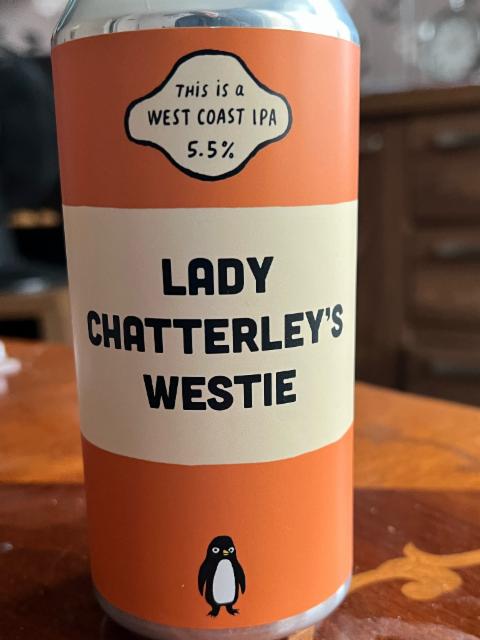 THIS is a
WEST COAST IPA
5.5%
LADY
CHATTERLEY'S
WESTIE